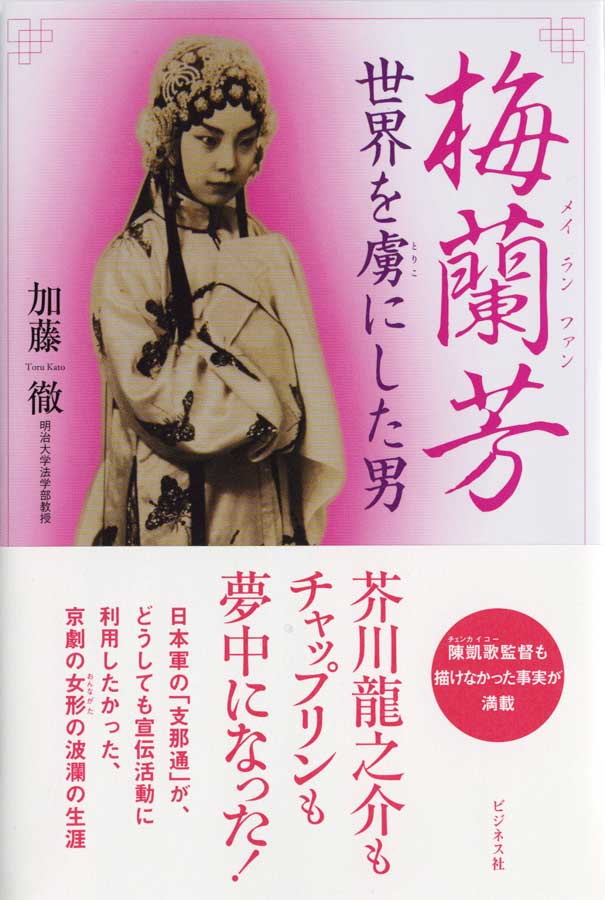 梅蘭芳
メイ ラン ファン
世界を虜にした男
とりこ
加藤 徹
Toru Kato
明治大学法学部教授
チェンカイコー
陳凱歌監督も
描けなかった事実が
満載
芥川龍之介も
チャップリンも
夢中になった!
日本軍の「支那通」が、
どうしても宣伝活動に
利用したかった、
京劇の女形の波瀾の生涯
おんながた
ビジネス社